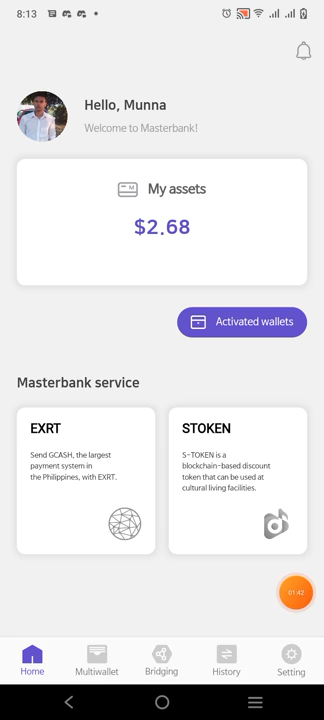 8:13
Hello, Munna
Welcome to Masterbank!
M
My assets
$2.68
Activated wallets
Masterbank service
EXRT
Send GCASH, the largest
payment system in
the Philippines, with EXRT.
STOKEN
S-TOKEN is a
blockchain-based discount
token that can be used at
cultural living facilities.
01:42
Home
Multiwallet
Bridging
History
Setting